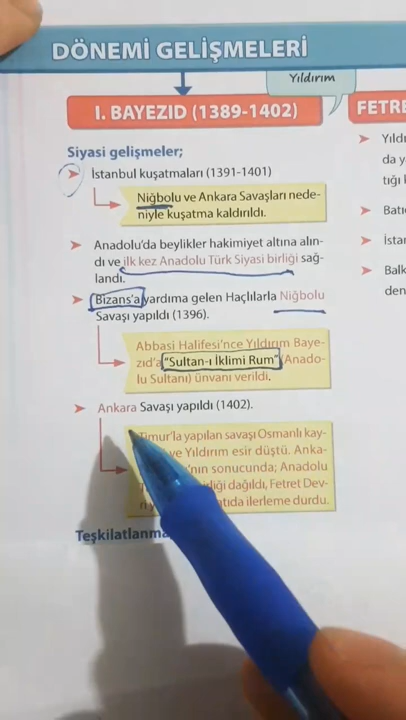 DÖNEMİ GELİŞMELERİ
Yıldırım
I. BAYEZID (1389-1402)
FETRE
Siyasi gelişmeler;
İstanbul kuşatmaları (1391-1401)
Niğbolu ve Ankara Savaşları nede-
niyle kuşatma kaldırıldı.
Anadolu'da beylikler hakimiyet altına alın-
dı ve ilk kez Anadolu Türk Siyasi birliği sağ-
landı.
Bizans'a yardıma gelen Haçlılarla Niğbolu
Savaşı yapıldı (1396).
Abbasi Halifesi'nce Yıldırım Baye-
zıd'a "Sultan-ı İklimi Rum" (Anado-
lu Sultanı) ünvanı verildi.
Ankara Savaşı yapıldı (1402).
Timur'la yapılan savaşı Osmanlı kay-
ve Yıldırım esir düştü. Anka-
'nın sonucunda; Anadolu
dağıldı, Fetret Dev-
ilerleme durdu.
Teşkilatlanma
Yıldı
da y
tığı
Batı
İsta
Balk
den